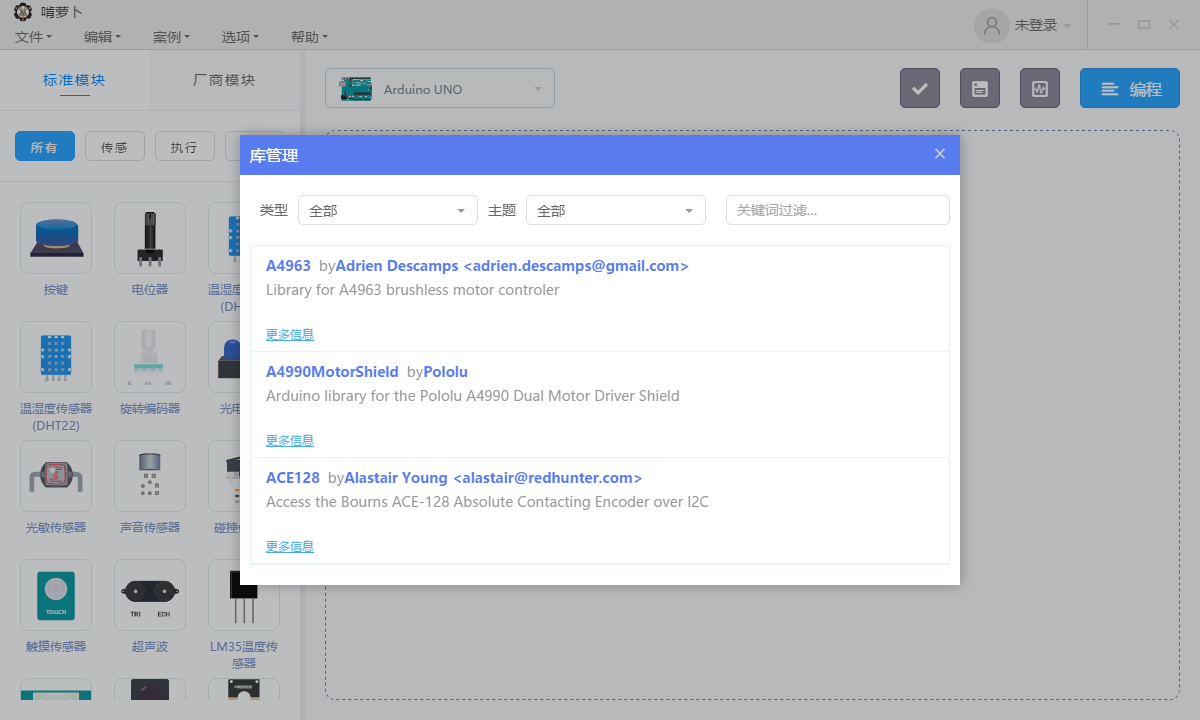 啃萝卜
文件 编辑 案例 选项 帮助
未登录
标准模块 厂商模块
Arduino UNO
编程
所有 传感 执行
库管理
类型 全部 主题 全部 关键词过滤...
A4963 byAdrien Descamps <adrien.descamps@gmail.com>
Library for A4963 brushless motor controler
更多信息
A4990MotorShield byPololu
Arduino library for the Pololu A4990 Dual Motor Driver Shield
更多信息
ACE128 byAlastair Young <alastair@redhunter.com>
Access the Bourns ACE-128 Absolute Contacting Encoder over I2C
更多信息
按键 电位器 温湿度
(DH
温湿度传感器
(DHT22)
旋转编码器 光电
光敏传感器 声音传感器 碰撞
TOUCH
TRI ECH
触摸传感器 超声波 LM35温度传
感器